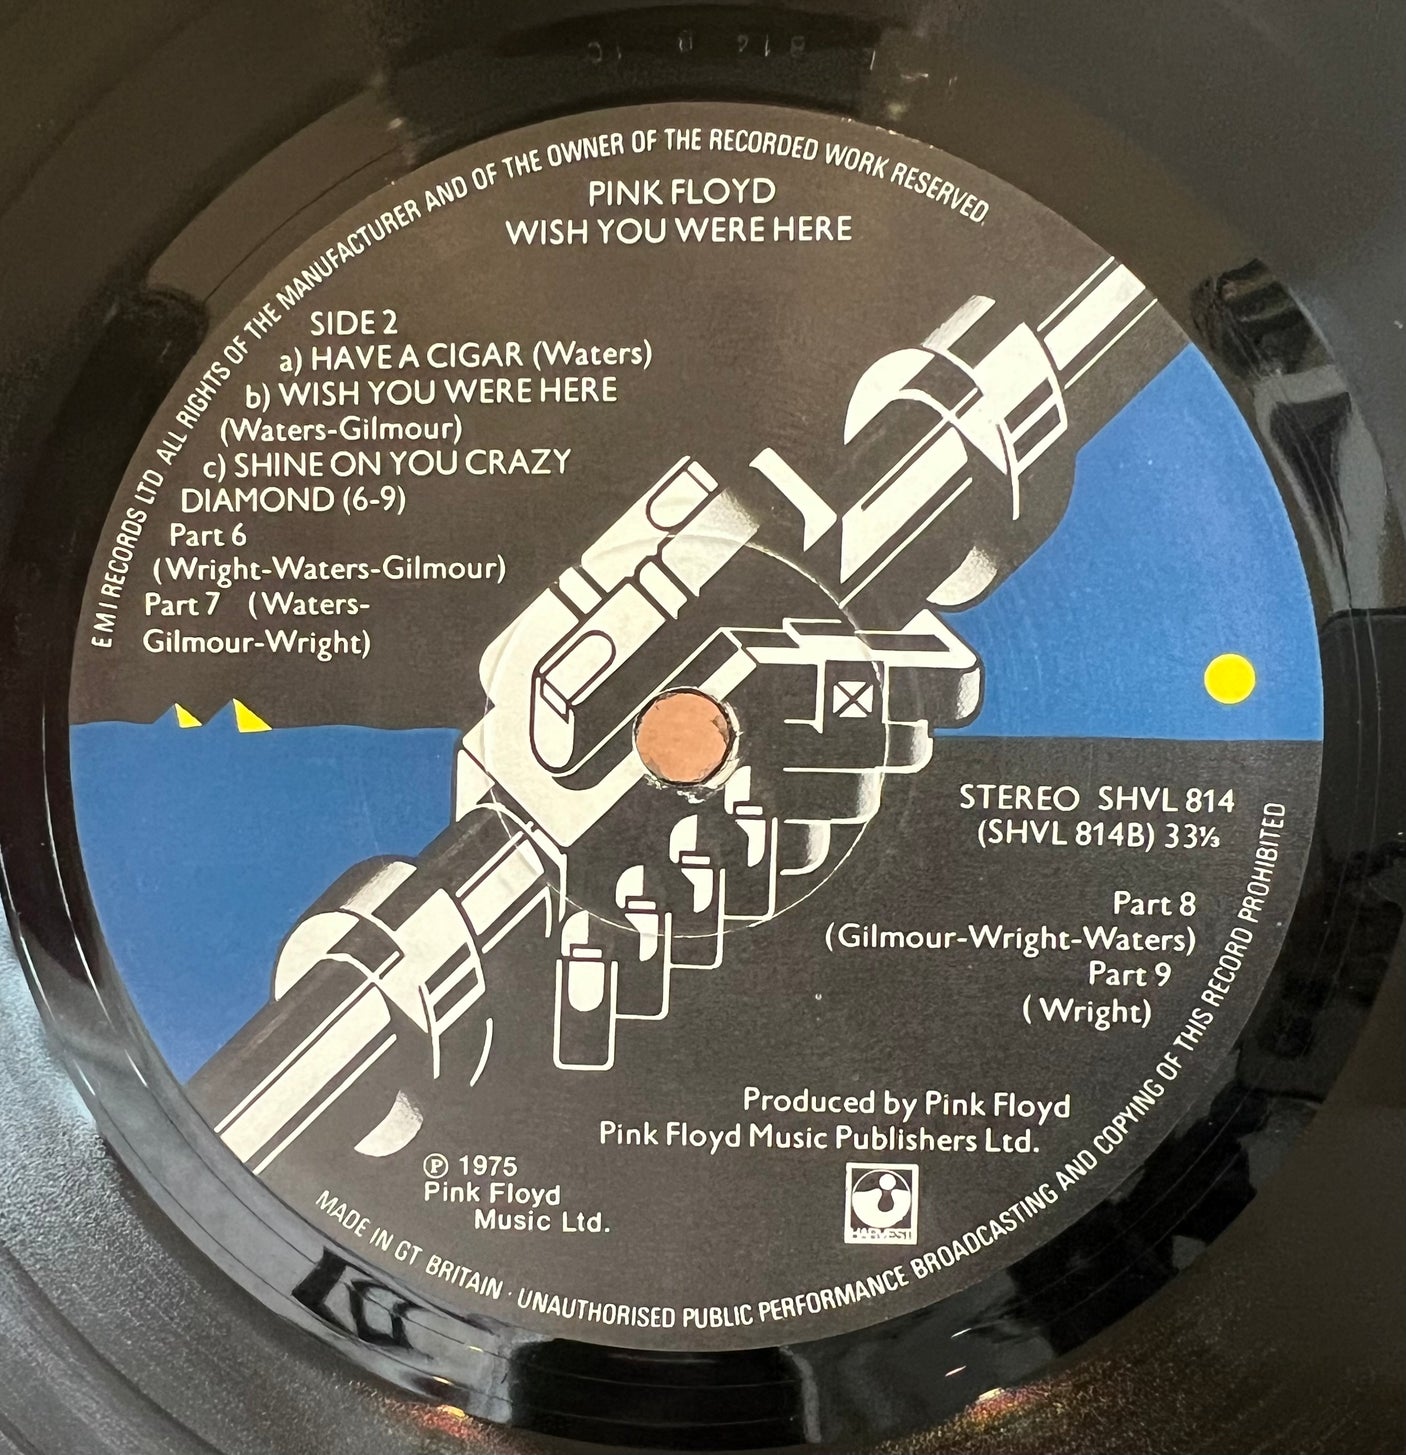 E M I RECORDS LTD ALL RIGHTS OF THE MANUFACTURER AND OF THE OWNER OF THE RECORDED WORK RESERVED.
PINK FLOYD
WISH YOU WERE HERE
SIDE 2
a) HAVE A CIGAR (Waters)
b) WISH YOU WERE HERE
(Waters-Gilmour)
c) SHINE ON YOU CRAZY
DIAMOND (6-9)
Part 6
(Wright-Waters-Gilmour)
Part 7 (Waters-
Gilmour-Wright)
STEREO SHVL 814
(SHVL 814B) 33⅓
Part 8
(Gilmour-Wright-Waters)
Part 9
( Wright)
Produced by Pink Floyd
Pink Floyd Music Publishers Ltd.
℗ 1975
Pink Floyd
Music Ltd.
HARVEST
MADE IN GT BRITAIN · UNAUTHORISED PUBLIC PERFORMANCE BROADCASTING AND COPYING OF THIS RECORD PROHIBITED